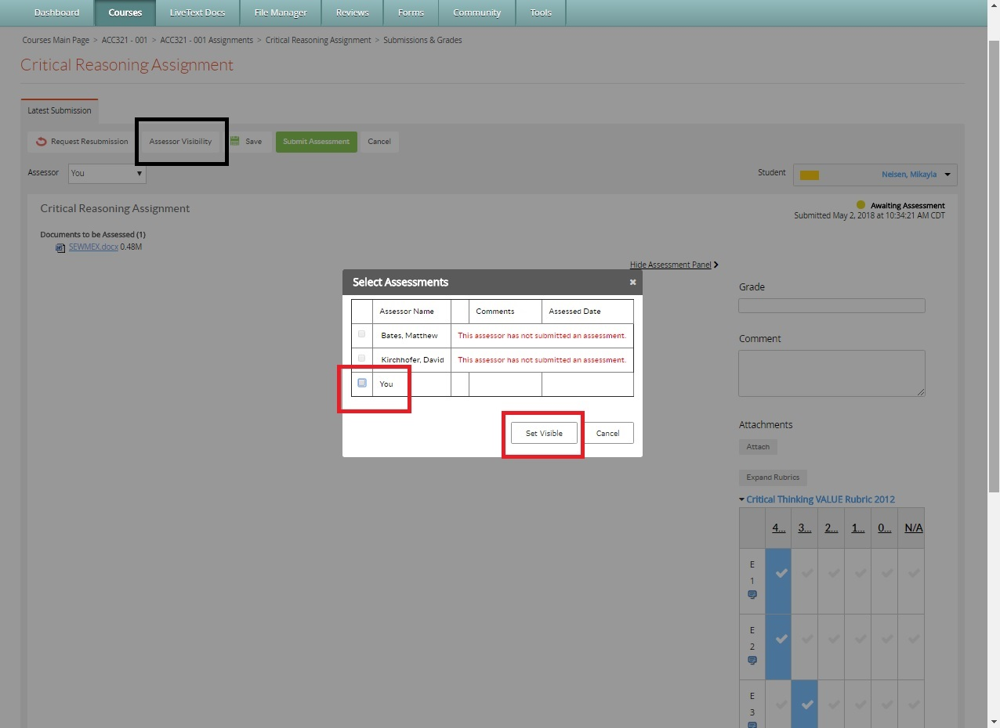 Dashboard Courses LiveText Docs File Manager Reviews Forms Community Tools
Courses Main Page > ACC321 - 001 > ACC321 - 001 Assignments > Critical Reasoning Assignment > Submissions & Grades
Critical Reasoning Assignment
Latest Submission
Request Resubmission Assessor Visibility Save Submit Assessment Cancel
Assessor You Student Neisen, Mikayla
Critical Reasoning Assignment Awaiting Assessment
Submitted May 2, 2018 at 10:34:21 AM CDT
Documents to be Assessed (1)
SEWMEX.docx 0.48M
Hide Assessment Panel
Select Assessments
Assessor Name Comments Assessed Date
Bates, Matthew This assessor has not submitted an assessment.
Kirchhofer, David This assessor has not submitted an assessment.
You
Set Visible Cancel
Grade
Comment
Attachments
Attach
Expand Rubrics
Critical Thinking VALUE Rubric 2012
4... 3... 2... 1... 0... N/A
E
1
E
2
E
3